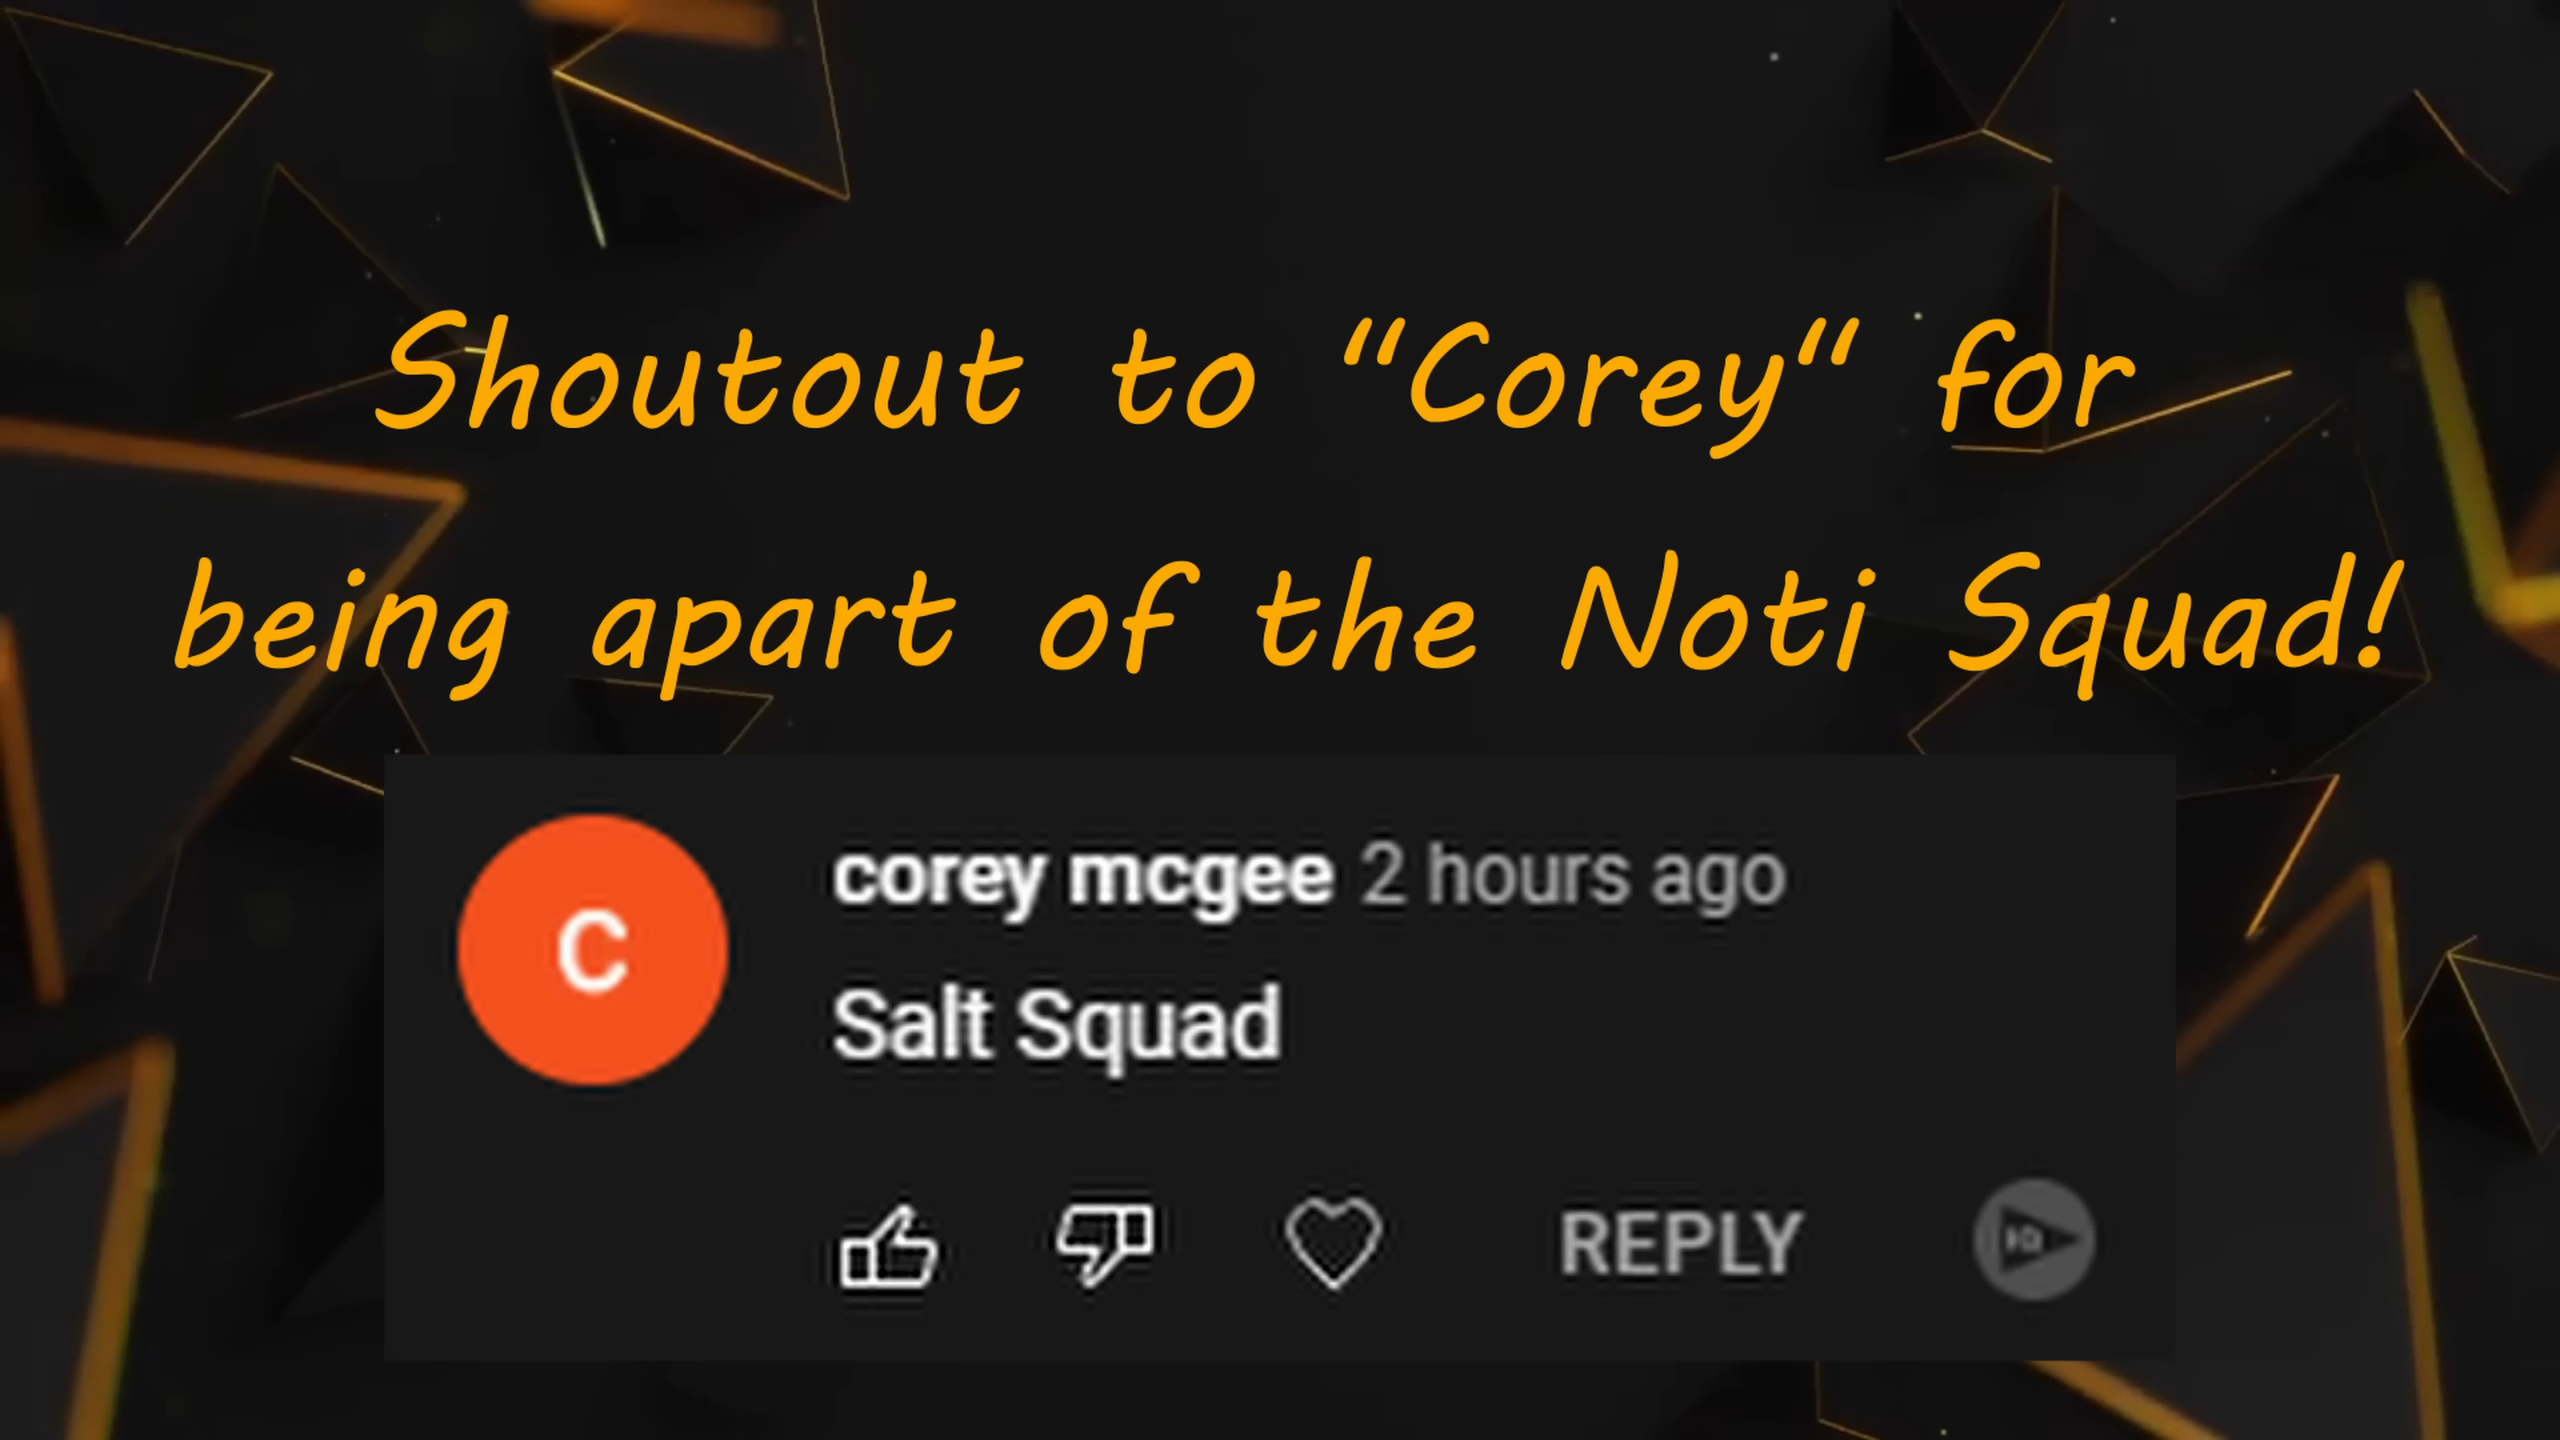 Shoutout to “Corey“ for
being apart of the Noti Squad!
C
corey mcgee 2 hours ago
Salt Squad
REPLY